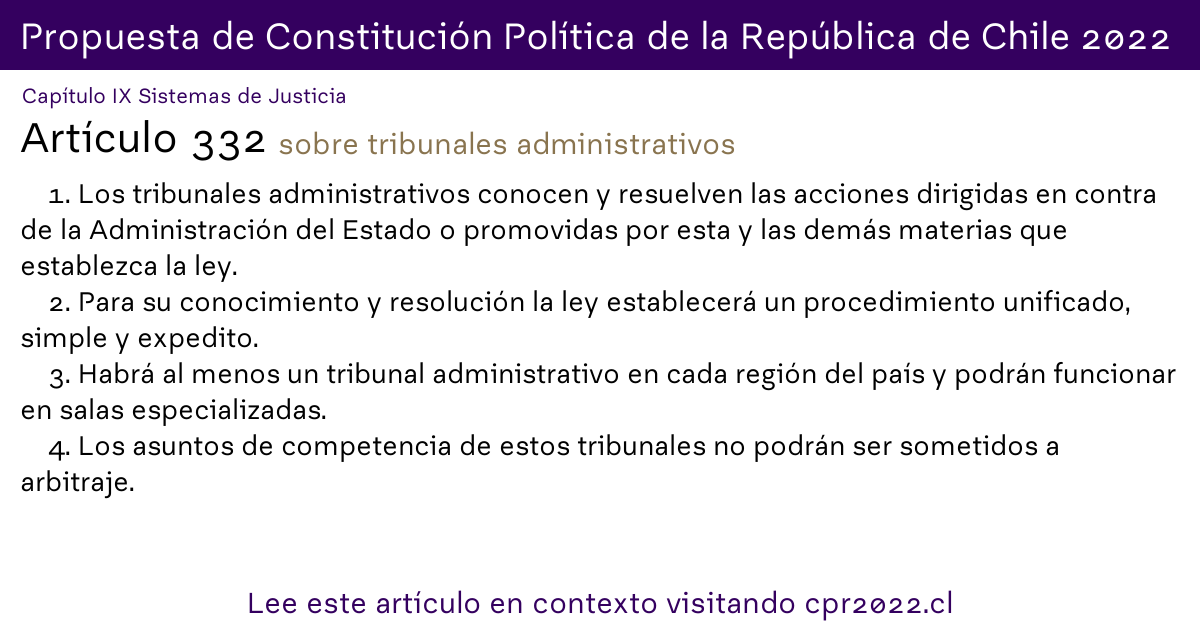 Propuesta de Constitución Política de la República de Chile 2022
Capítulo IX Sistemas de Justicia
Artículo 332 sobre tribunales administrativos
1. Los tribunales administrativos conocen y resuelven las acciones dirigidas en contra
de la Administración del Estado o promovidas por esta y las demás materias que
establezca la ley.
2. Para su conocimiento y resolución la ley establecerá un procedimiento unificado,
simple y expedito.
3. Habrá al menos un tribunal administrativo en cada región del país y podrán funcionar
en salas especializadas.
4. Los asuntos de competencia de estos tribunales no podrán ser sometidos a
arbitraje.
Lee este artículo en contexto visitando cpr2022.cl